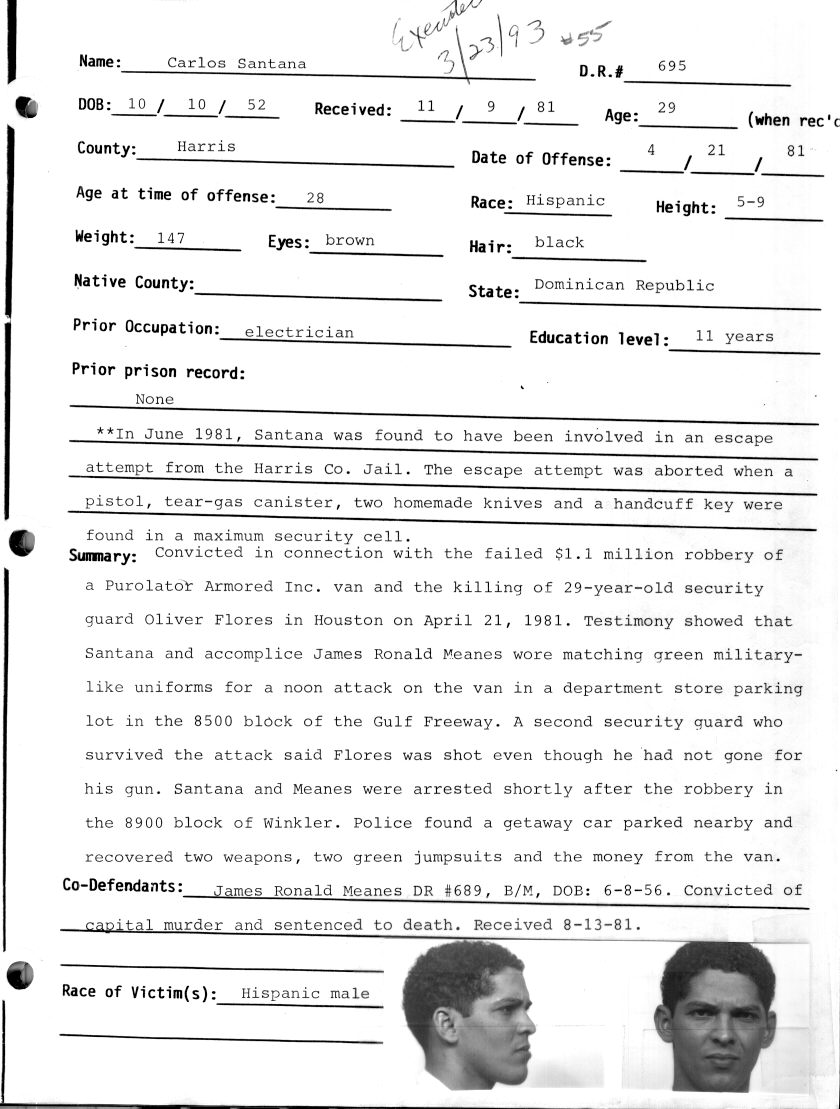 Executed
3/23/93 #55
Name: Carlos Santana D.R.# 695
DOB: 10 / 10 / 52 Received: 11 / 9 / 81 Age: 29 (when rec'd
County: Harris Date of Offense: 4 / 21 / 81
Age at time of offense: 28 Race: Hispanic Height: 5-9
Weight: 147 Eyes: brown Hair: black
Native County: State: Dominican Republic
Prior Occupation: electrician Education level: 11 years
Prior prison record:
None
**In June 1981, Santana was found to have been involved in an escape
attempt from the Harris Co. Jail. The escape attempt was aborted when a
pistol, tear-gas canister, two homemade knives and a handcuff key were
found in a maximum security cell.
Summary: Convicted in connection with the failed $1.1 million robbery of
a Purolator Armored Inc. van and the killing of 29-year-old security
guard Oliver Flores in Houston on April 21, 1981. Testimony showed that
Santana and accomplice James Ronald Meanes wore matching green military-
like uniforms for a noon attack on the van in a department store parking
lot in the 8500 block of the Gulf Freeway. A second security guard who
survived the attack said Flores was shot even though he had not gone for
his gun. Santana and Meanes were arrested shortly after the robbery in
the 8900 block of Winkler. Police found a getaway car parked nearby and
recovered two weapons, two green jumpsuits and the money from the van.
Co-Defendants: James Ronald Meanes DR #689, B/M, DOB: 6-8-56. Convicted of
capital murder and sentenced to death. Received 8-13-81.
Race of Victim(s): Hispanic male